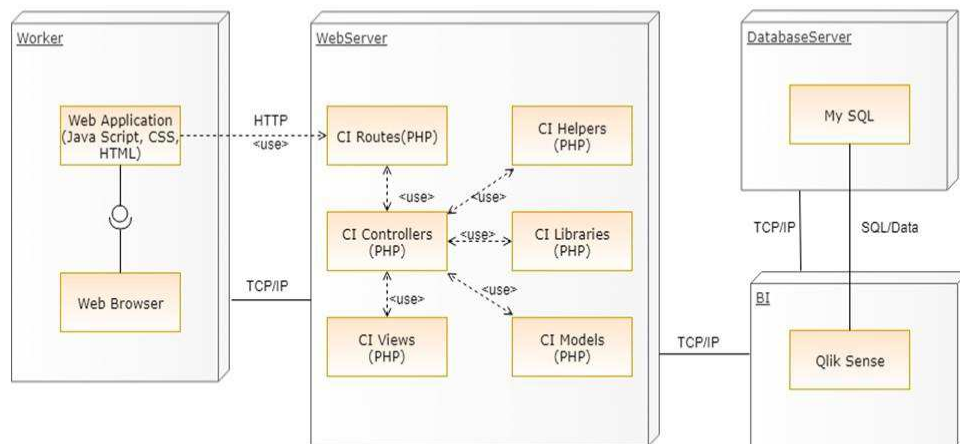 Worker
Web Application
(Java Script, CSS,
HTML)
Web Browser
HTTP
<use>
TCP/IP
WebServer
CI Routes(PHP)
CI Helpers
(PHP)
<use>
<use>
CI Controllers
(PHP)
<use>
CI Libraries
(PHP)
<use>
<use>
CI Views
(PHP)
CI Models
(PHP)
TCP/IP
DatabaseServer
My SQL
TCP/IP
SQL/Data
BI
Qlik Sense